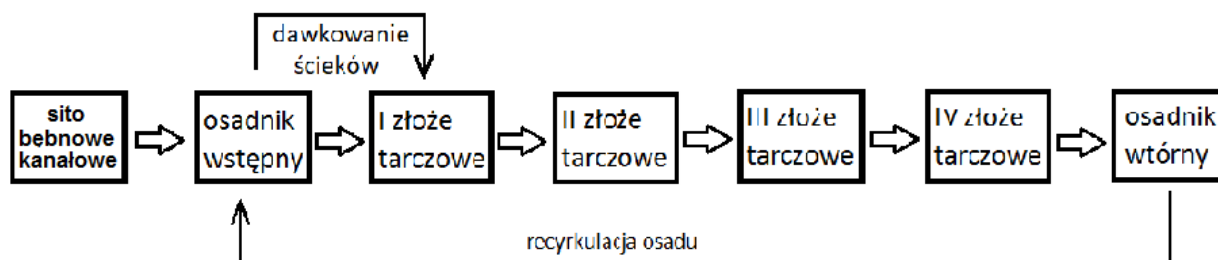 dawkowanie
ścieków
sito
bębnowe
kanałowe
osadnik
wstępny
I złoże
tarczowe
II złoże
tarczowe
III złoże
tarczowe
IV złoże
tarczowe
osadnik
wtórny
recyrkulacja osadu